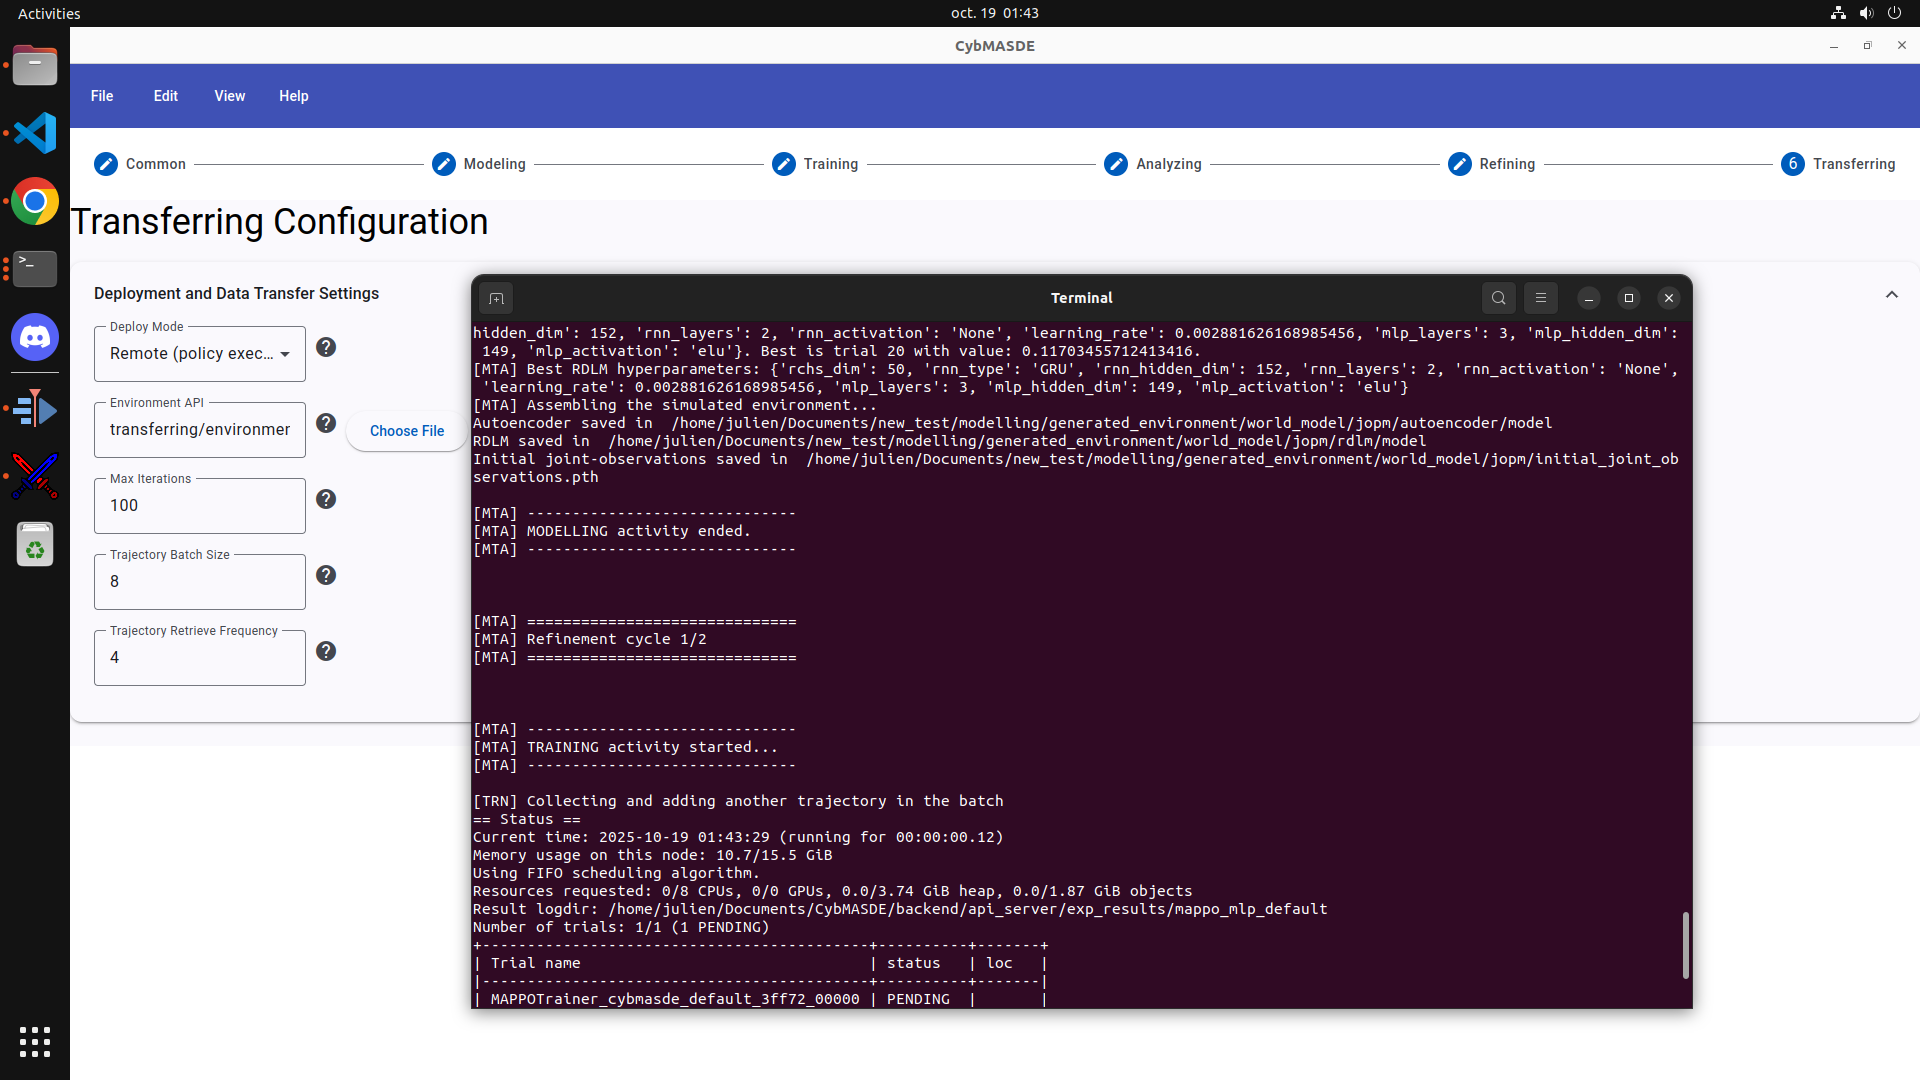 Activities
oct. 19 01:43
CybMASDE
File Edit View Help
Common Modeling Training Analyzing Refining 6 Transferring
Transferring Configuration
Deployment and Data Transfer Settings
Deploy Mode
Remote (policy exec...
?
Environment API
transferring/environmer
?
Choose File
Max Iterations
100
?
Trajectory Batch Size
8
?
Trajectory Retrieve Frequency
4
?
Terminal
hidden_dim': 152, 'rnn_layers': 2, 'rnn_activation': 'None', 'learning_rate': 0.002881626168985456, 'mlp_layers': 3, 'mlp_hidden_dim':
149, 'mlp_activation': 'elu'}. Best is trial 20 with value: 0.11703455712413416.
[MTA] Best RDLM hyperparameters: {'rchs_dim': 50, 'rnn_type': 'GRU', 'rnn_hidden_dim': 152, 'rnn_layers': 2, 'rnn_activation': 'None',
'learning_rate': 0.002881626168985456, 'mlp_layers': 3, 'mlp_hidden_dim': 149, 'mlp_activation': 'elu'}
[MTA] Assembling the simulated environment...
Autoencoder saved in  /home/julien/Documents/new_test/modelling/generated_environment/world_model/jopm/autoencoder/model
RDLM saved in  /home/julien/Documents/new_test/modelling/generated_environment/world_model/jopm/rdlm/model
Initial joint-observations saved in  /home/julien/Documents/new_test/modelling/generated_environment/world_model/jopm/initial_joint_ob
servations.pth
[MTA] ------------------------------
[MTA] MODELLING activity ended.
[MTA] ------------------------------
[MTA] ==============================
[MTA] Refinement cycle 1/2
[MTA] ==============================
[MTA] ------------------------------
[MTA] TRAINING activity started...
[MTA] ------------------------------
[TRN] Collecting and adding another trajectory in the batch
== Status ==
Current time: 2025-10-19 01:43:29 (running for 00:00:00.12)
Memory usage on this node: 10.7/15.5 GiB
Using FIFO scheduling algorithm.
Resources requested: 0/8 CPUs, 0/0 GPUs, 0.0/3.74 GiB heap, 0.0/1.87 GiB objects
Result logdir: /home/julien/Documents/CybMASDE/backend/api_server/exp_results/mappo_mlp_default
Number of trials: 1/1 (1 PENDING)
+-------------------------------------------+----------+-------+
| Trial name                                | status   | loc   |
|-------------------------------------------+----------+-------|
| MAPPOTrainer_cybmasde_default_3ff72_00000 | PENDING  |       |